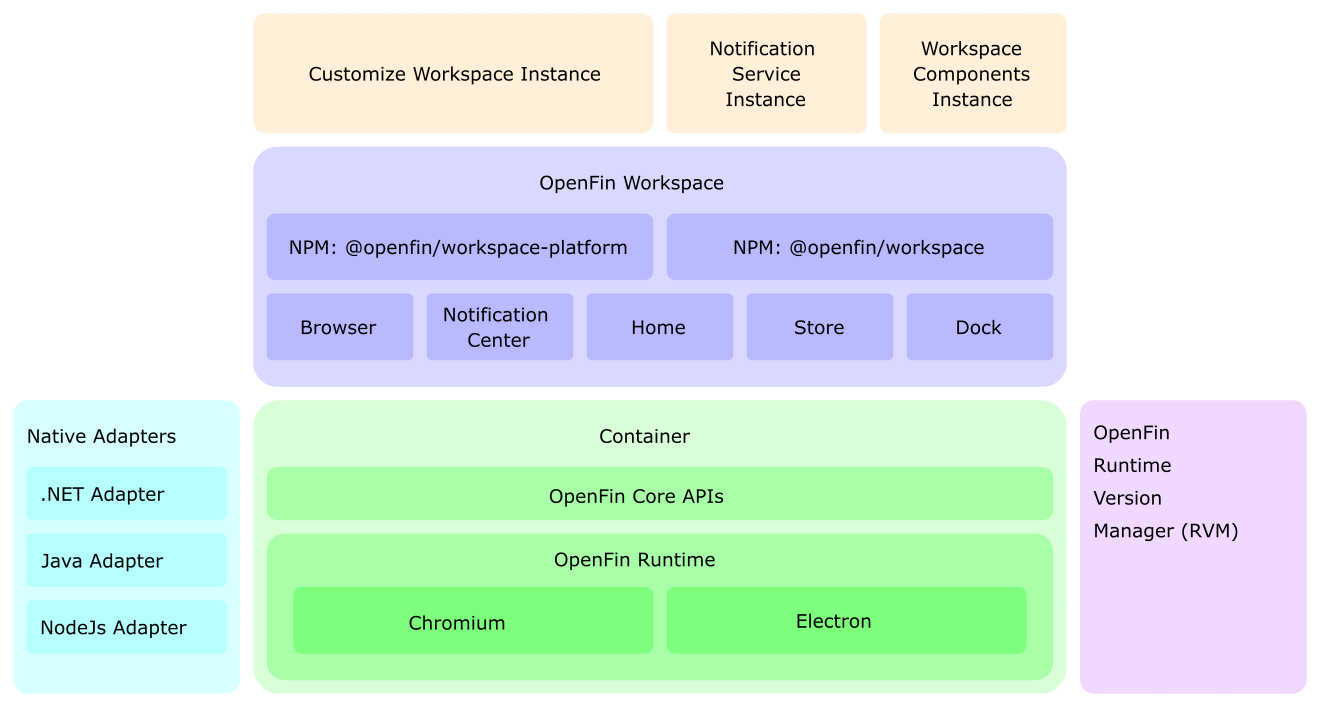 Customize Workspace Instance
Notification
Service
Instance
Workspace
Components
Instance
OpenFin Workspace
NPM: @openfin/workspace-platform
NPM: @openfin/workspace
Browser
Notification
Center
Home
Store
Dock
Native Adapters
.NET Adapter
Java Adapter
NodeJs Adapter
Container
OpenFin Core APIs
OpenFin Runtime
Chromium
Electron
OpenFin
Runtime
Version
Manager (RVM)